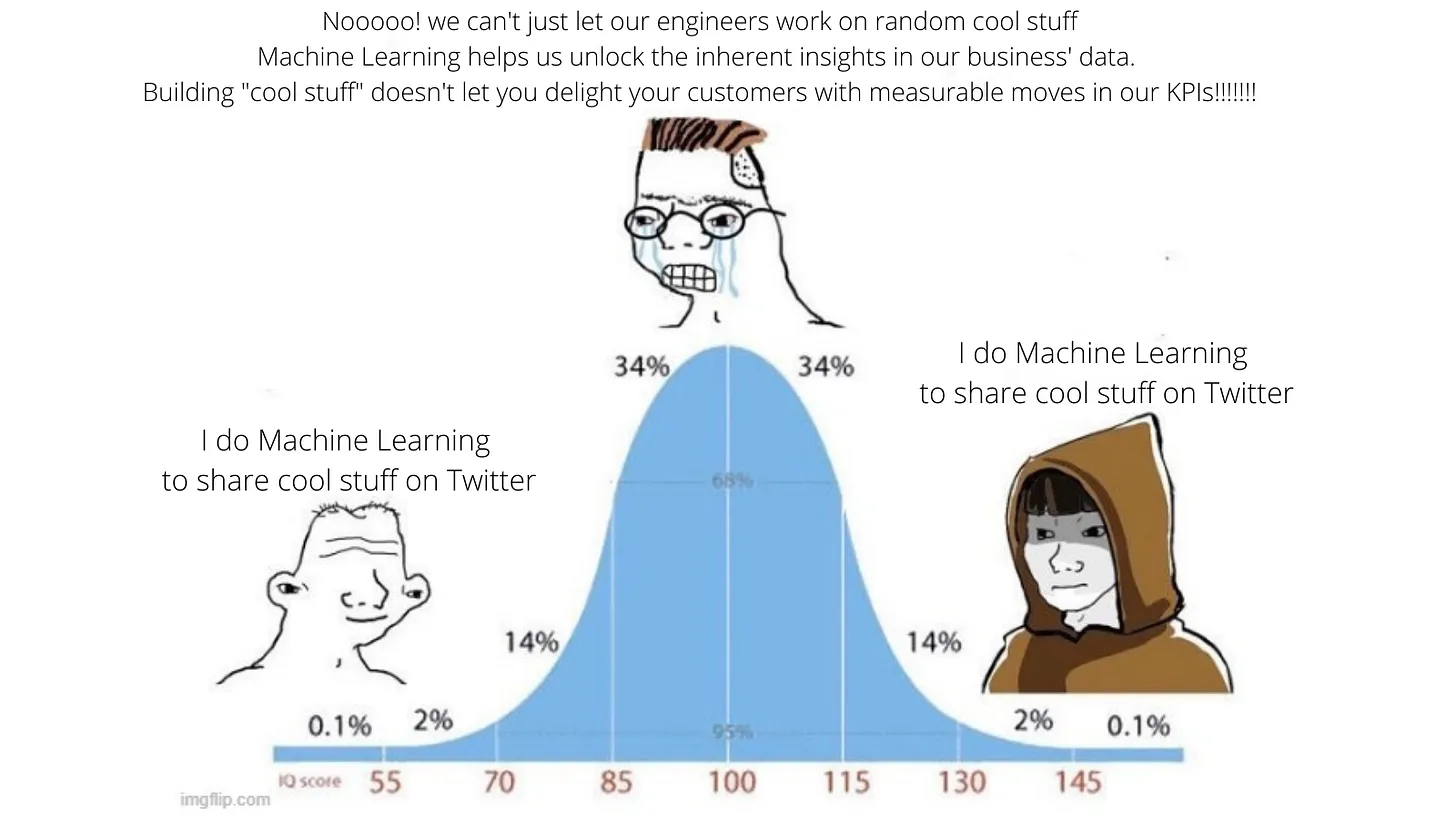 Nooooo! we can't just let our engineers work on random cool stuff
Machine Learning helps us unlock the inherent insights in our business' data.
Building "cool stuff" doesn't let you delight your customers with measurable moves in our KPIs!!!!!!!
34%
34%
I do Machine Learning
to share cool stuff on Twitter
I do Machine Learning
to share cool stuff on Twitter
68%
14%
14%
0.1%
2%
95%
2%
0.1%
IQ score 55 70 85 100 115 130 145
imgflip.com